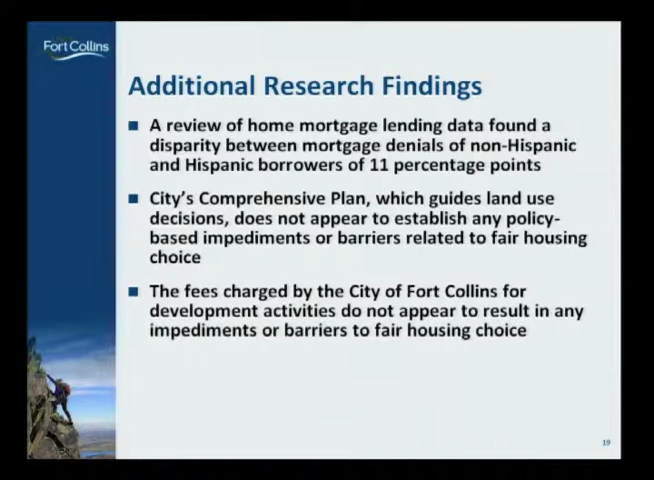 Fort Collins
Additional Research Findings
A review of home mortgage lending data found a
disparity between mortgage denials of non-Hispanic
and Hispanic borrowers of 11 percentage points
City's Comprehensive Plan, which guides land use
decisions, does not appear to establish any policy-
based impediments or barriers related to fair housing
choice
The fees charged by the City of Fort Collins for
development activities do not appear to result in any
impediments or barriers to fair housing choice
19